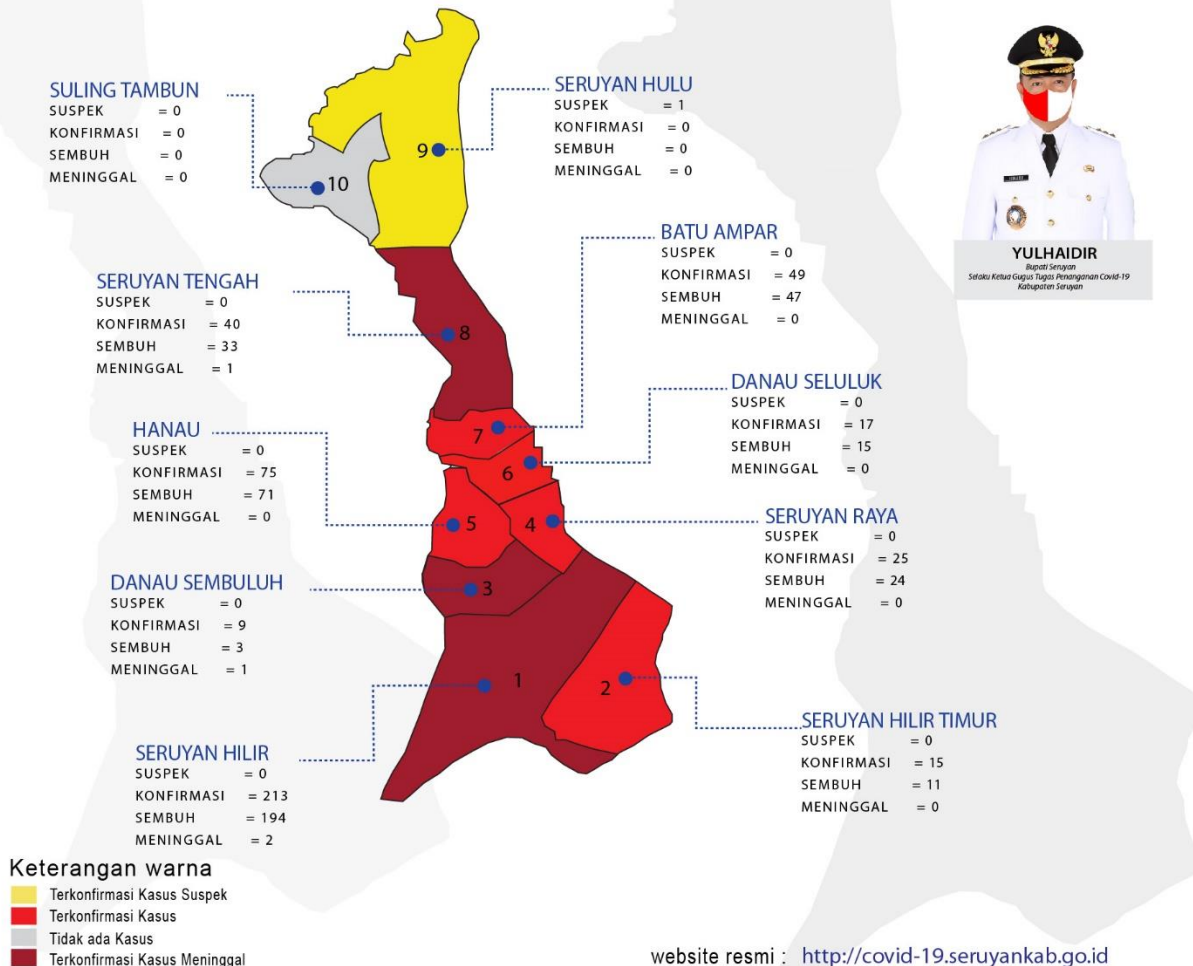 SULING TAMBUN
SUSPEK = 0
KONFIRMASI = 0
SEMBUH = 0
MENINGGAL = 0
SERUYAN HULU
SUSPEK = 1
KONFIRMASI = 0
SEMBUH = 0
MENINGGAL = 0
YULHAIDIR
Bupati Seruyan
Selaku Ketua Gugus Tugas Penanganan Covid-19
Kabupaten Seruyan
BATU AMPAR
SUSPEK = 0
KONFIRMASI = 49
SEMBUH = 47
MENINGGAL = 0
SERUYAN TENGAH
SUSPEK = 0
KONFIRMASI = 40
SEMBUH = 33
MENINGGAL = 1
DANAU SELULUK
SUSPEK = 0
KONFIRMASI = 17
SEMBUH = 15
MENINGGAL = 0
HANAU
SUSPEK = 0
KONFIRMASI = 75
SEMBUH = 71
MENINGGAL = 0
SERUYAN RAYA
SUSPEK = 0
KONFIRMASI = 25
SEMBUH = 24
MENINGGAL = 0
DANAU SEMBULUH
SUSPEK = 0
KONFIRMASI = 9
SEMBUH = 3
MENINGGAL = 1
SERUYAN HILIR TIMUR
SUSPEK = 0
KONFIRMASI = 15
SEMBUH = 11
MENINGGAL = 0
SERUYAN HILIR
SUSPEK = 0
KONFIRMASI = 213
SEMBUH = 194
MENINGGAL = 2
9
10
8
7
6
5
4
3
1
2
Keterangan warna
Terkonfirmasi Kasus Suspek
Terkonfirmasi Kasus
Tidak ada Kasus
Terkonfirmasi Kasus Meninggal
website resmi : http://covid-19.seruyankab.go.id